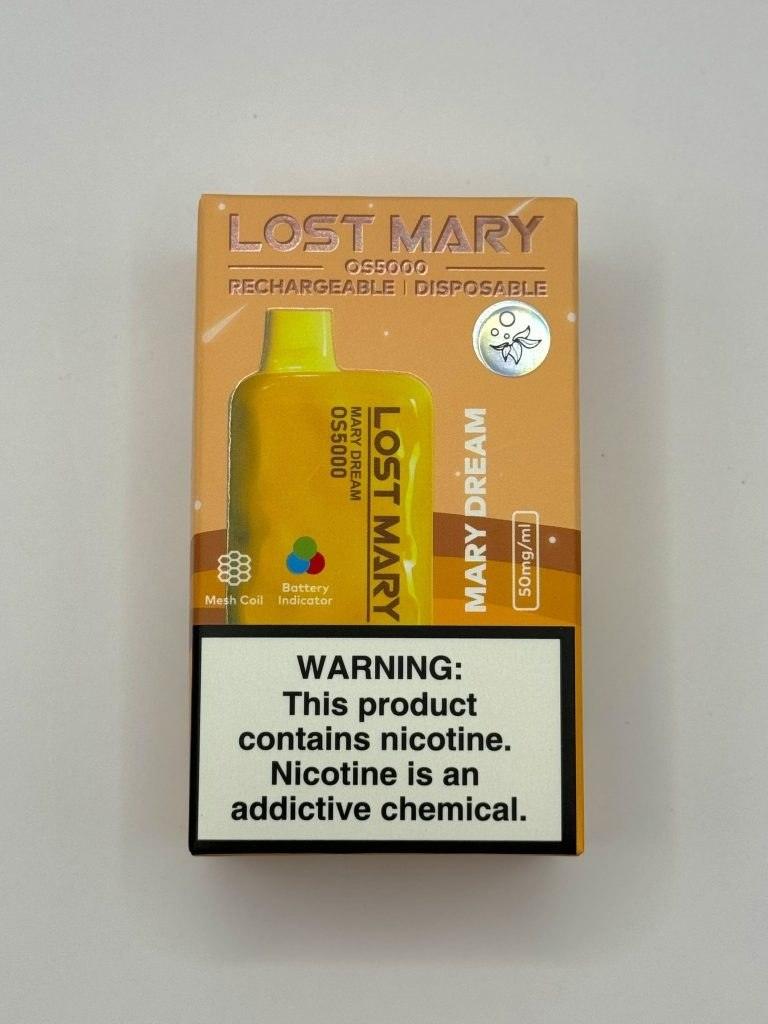 LOST MARY
OS5000
RECHARGEABLE | DISPOSABLE
LOST MARY
MARY DREAM
OS5000
MARY DREAM
50mg/ml
Mesh Coil
Battery
Indicator
WARNING:
This product
contains nicotine.
Nicotine is an
addictive chemical.